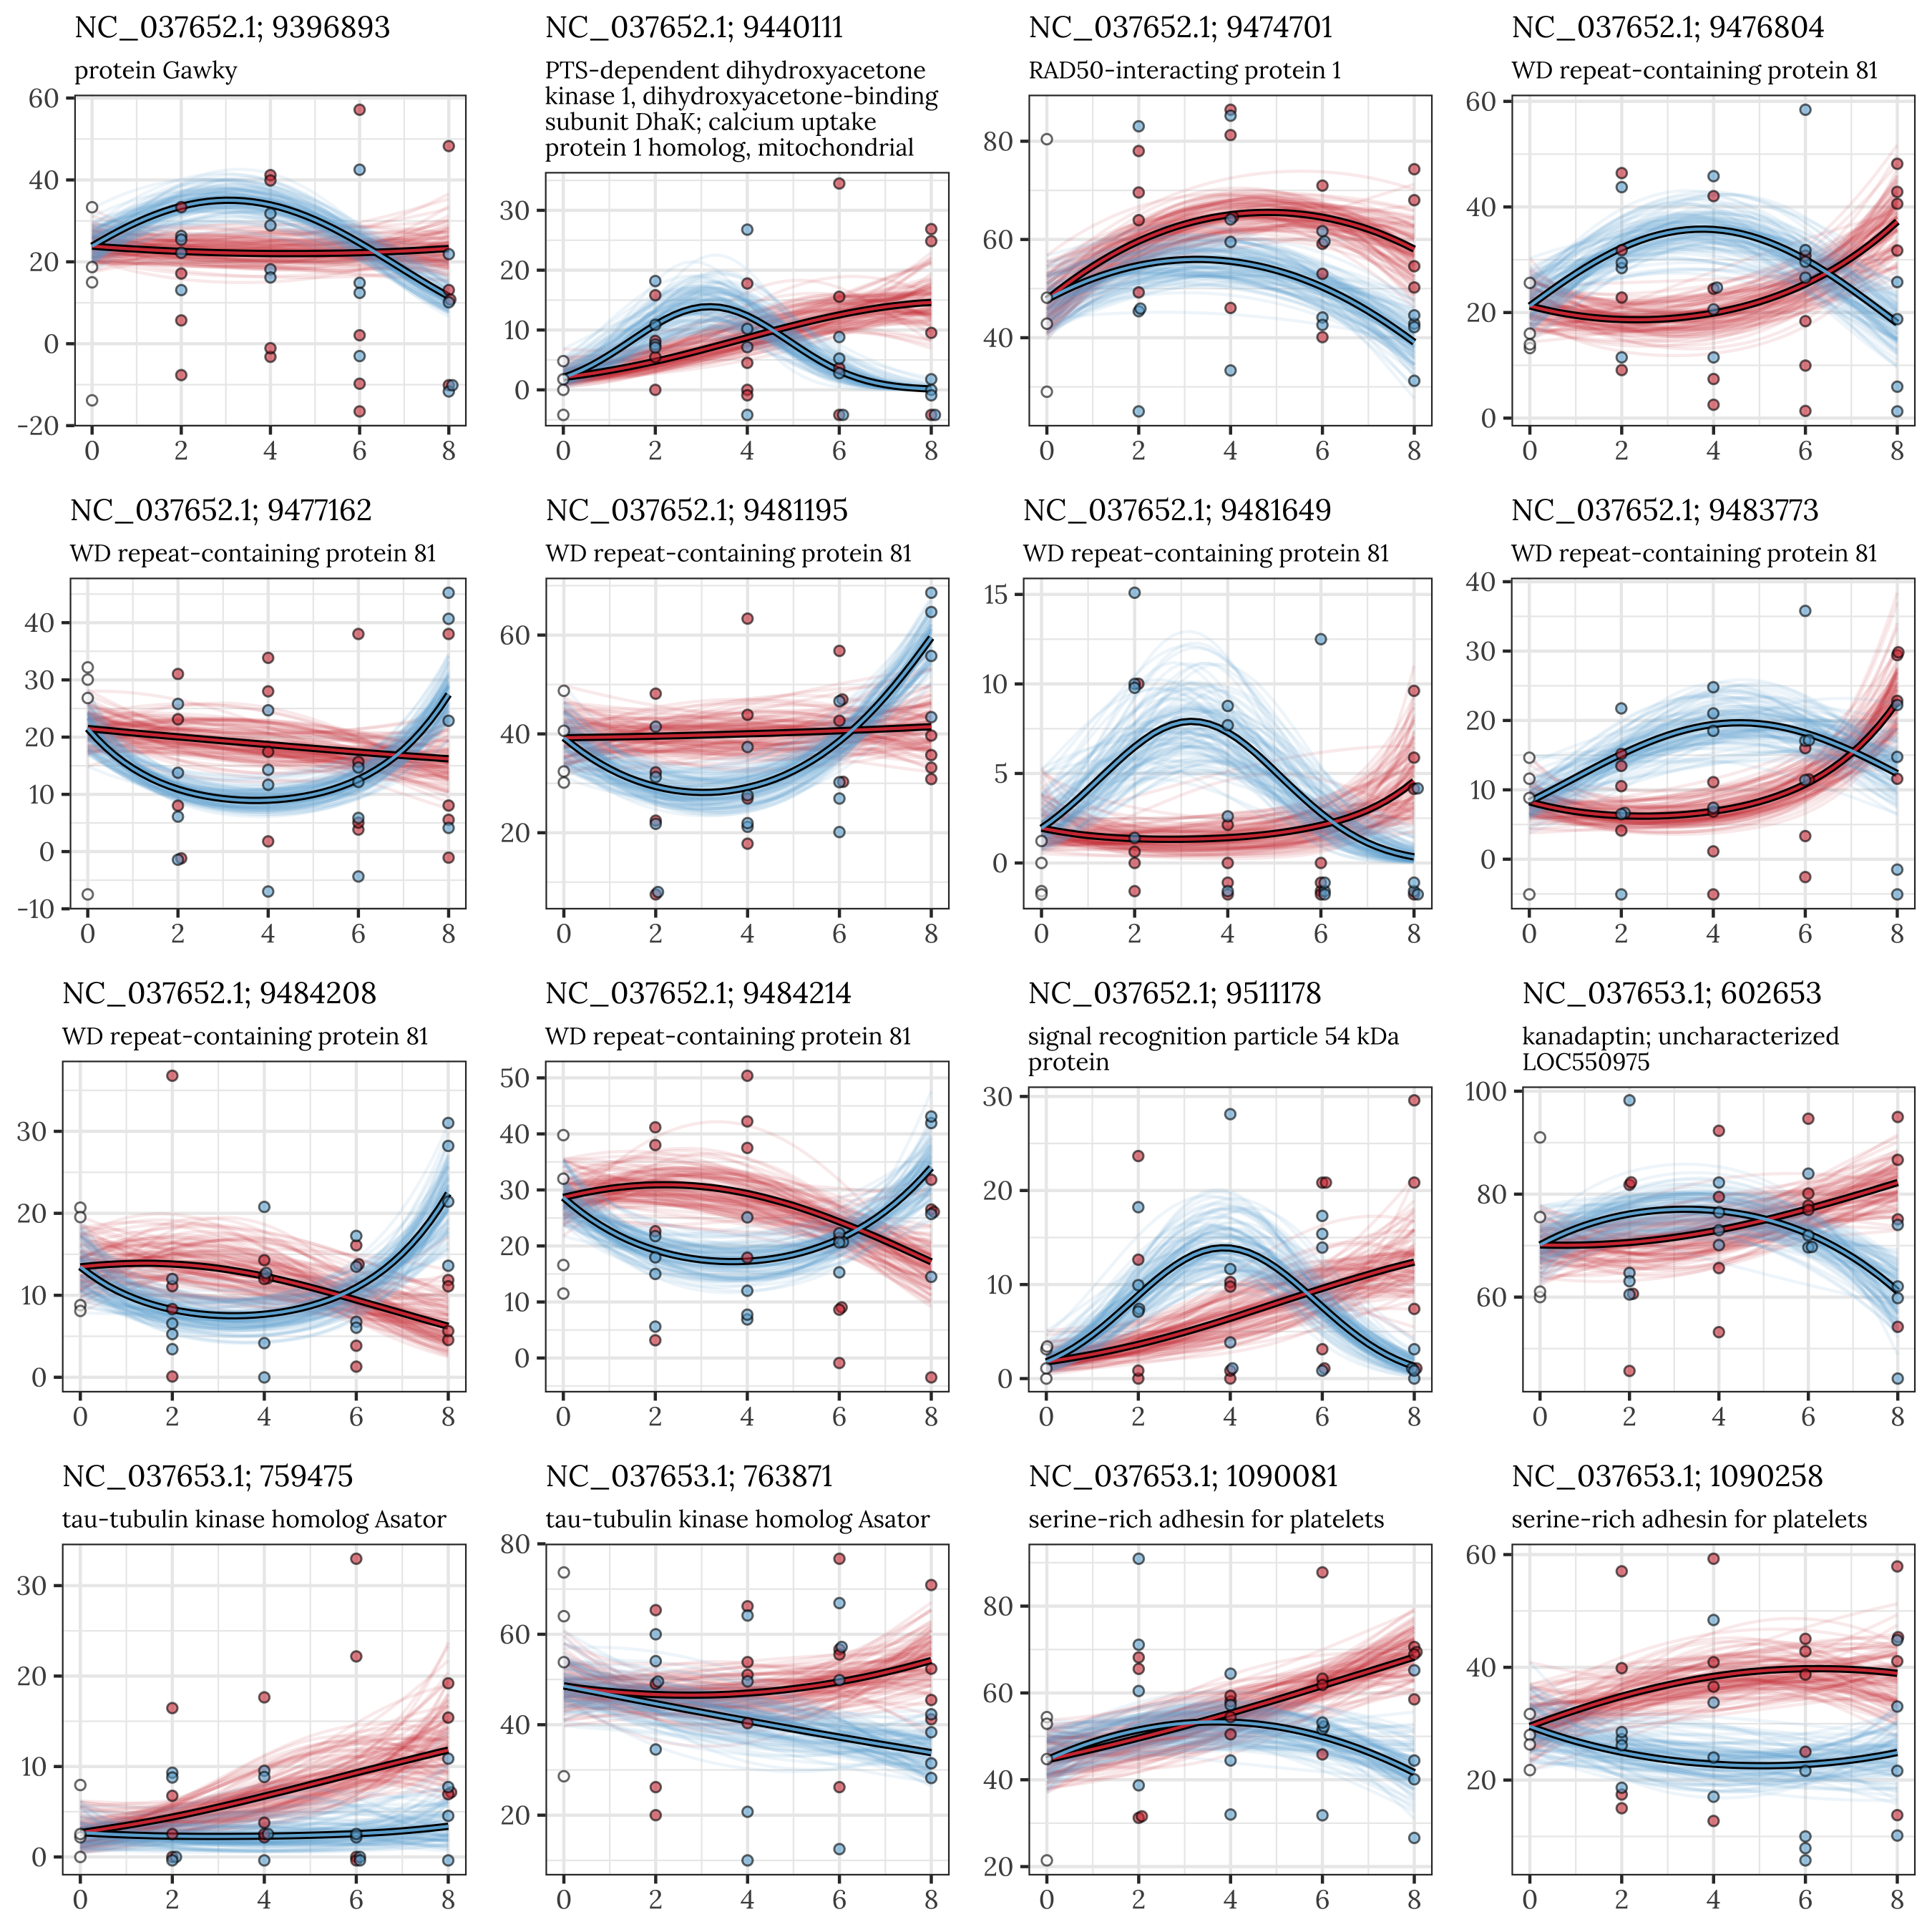 NC_037652.1; 9396893
protein Gawky
60
40
20
0
-20
0 2 4 6 8
NC_037652.1; 9440111
PTS-dependent dihydroxyacetone
kinase 1, dihydroxyacetone-binding
subunit DhaK; calcium uptake
protein 1 homolog, mitochondrial
30
20
10
0
0 2 4 6 8
NC_037652.1; 9474701
RAD50-interacting protein 1
80
60
40
0 2 4 6 8
NC_037652.1; 9476804
WD repeat-containing protein 81
60
40
20
0
0 2 4 6 8
NC_037652.1; 9477162
WD repeat-containing protein 81
40
30
20
10
0
-10
0 2 4 6 8
NC_037652.1; 9481195
WD repeat-containing protein 81
60
40
20
0 2 4 6 8
NC_037652.1; 9481649
WD repeat-containing protein 81
15
10
5
0
0 2 4 6 8
NC_037652.1; 9483773
WD repeat-containing protein 81
40
30
20
10
0
0 2 4 6 8
NC_037652.1; 9484208
WD repeat-containing protein 81
30
20
10
0
0 2 4 6 8
NC_037652.1; 9484214
WD repeat-containing protein 81
50
40
30
20
10
0
0 2 4 6 8
NC_037652.1; 9511178
signal recognition particle 54 kDa
protein
30
20
10
0
0 2 4 6 8
NC_037653.1; 602653
kanadaptin; uncharacterized
LOC550975
100
80
60
0 2 4 6 8
NC_037653.1; 759475
tau-tubulin kinase homolog Asator
30
20
10
0
0 2 4 6 8
NC_037653.1; 763871
tau-tubulin kinase homolog Asator
80
60
40
20
0 2 4 6 8
NC_037653.1; 1090081
serine-rich adhesin for platelets
80
60
40
20
0 2 4 6 8
NC_037653.1; 1090258
serine-rich adhesin for platelets
60
40
20
0 2 4 6 8